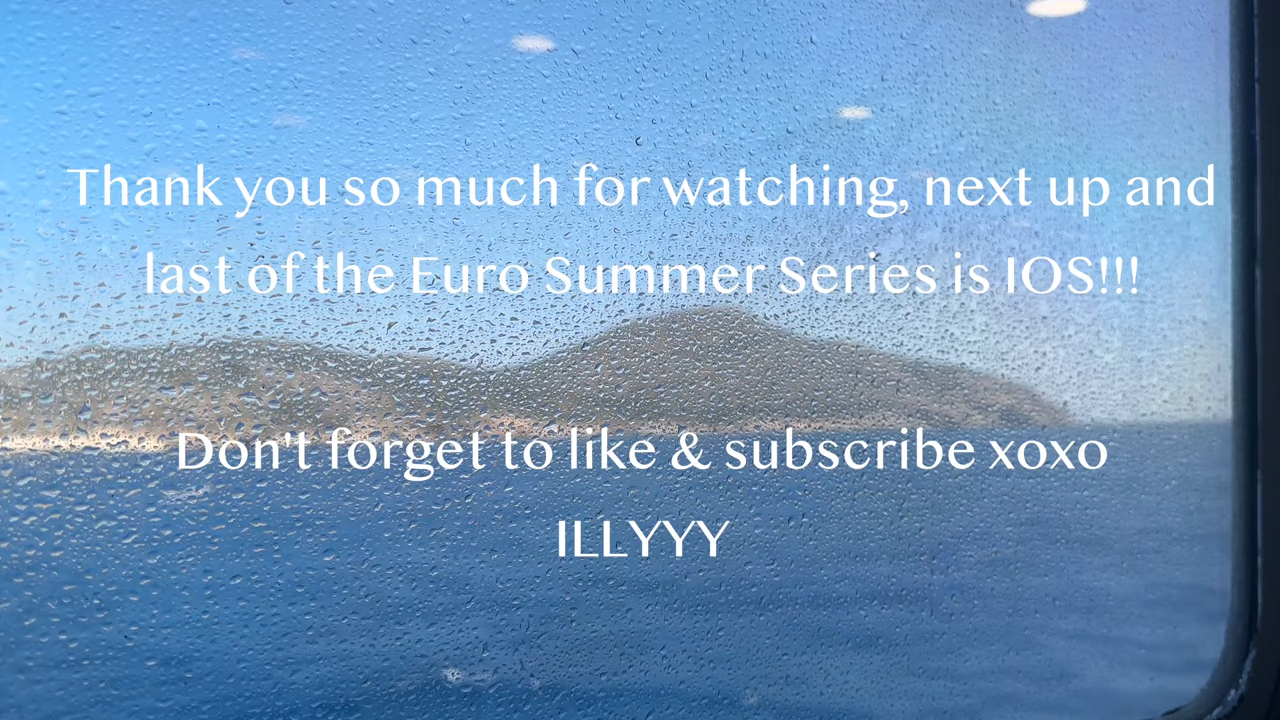 Thank you so much for watching, next up and
last of the Euro Summer Series is IOS!!!
Don't forget to like & subscribe xoxo
ILLYYY